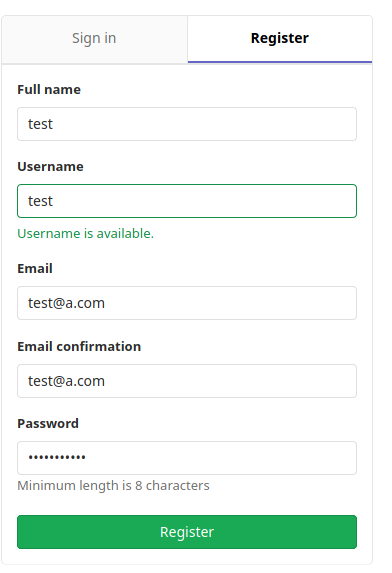 Sign in
Register
Full name
test
Username
test
Username is available.
Email
test@a.com
Email confirmation
test@a.com
Password
•••••••••••
Minimum length is 8 characters
Register